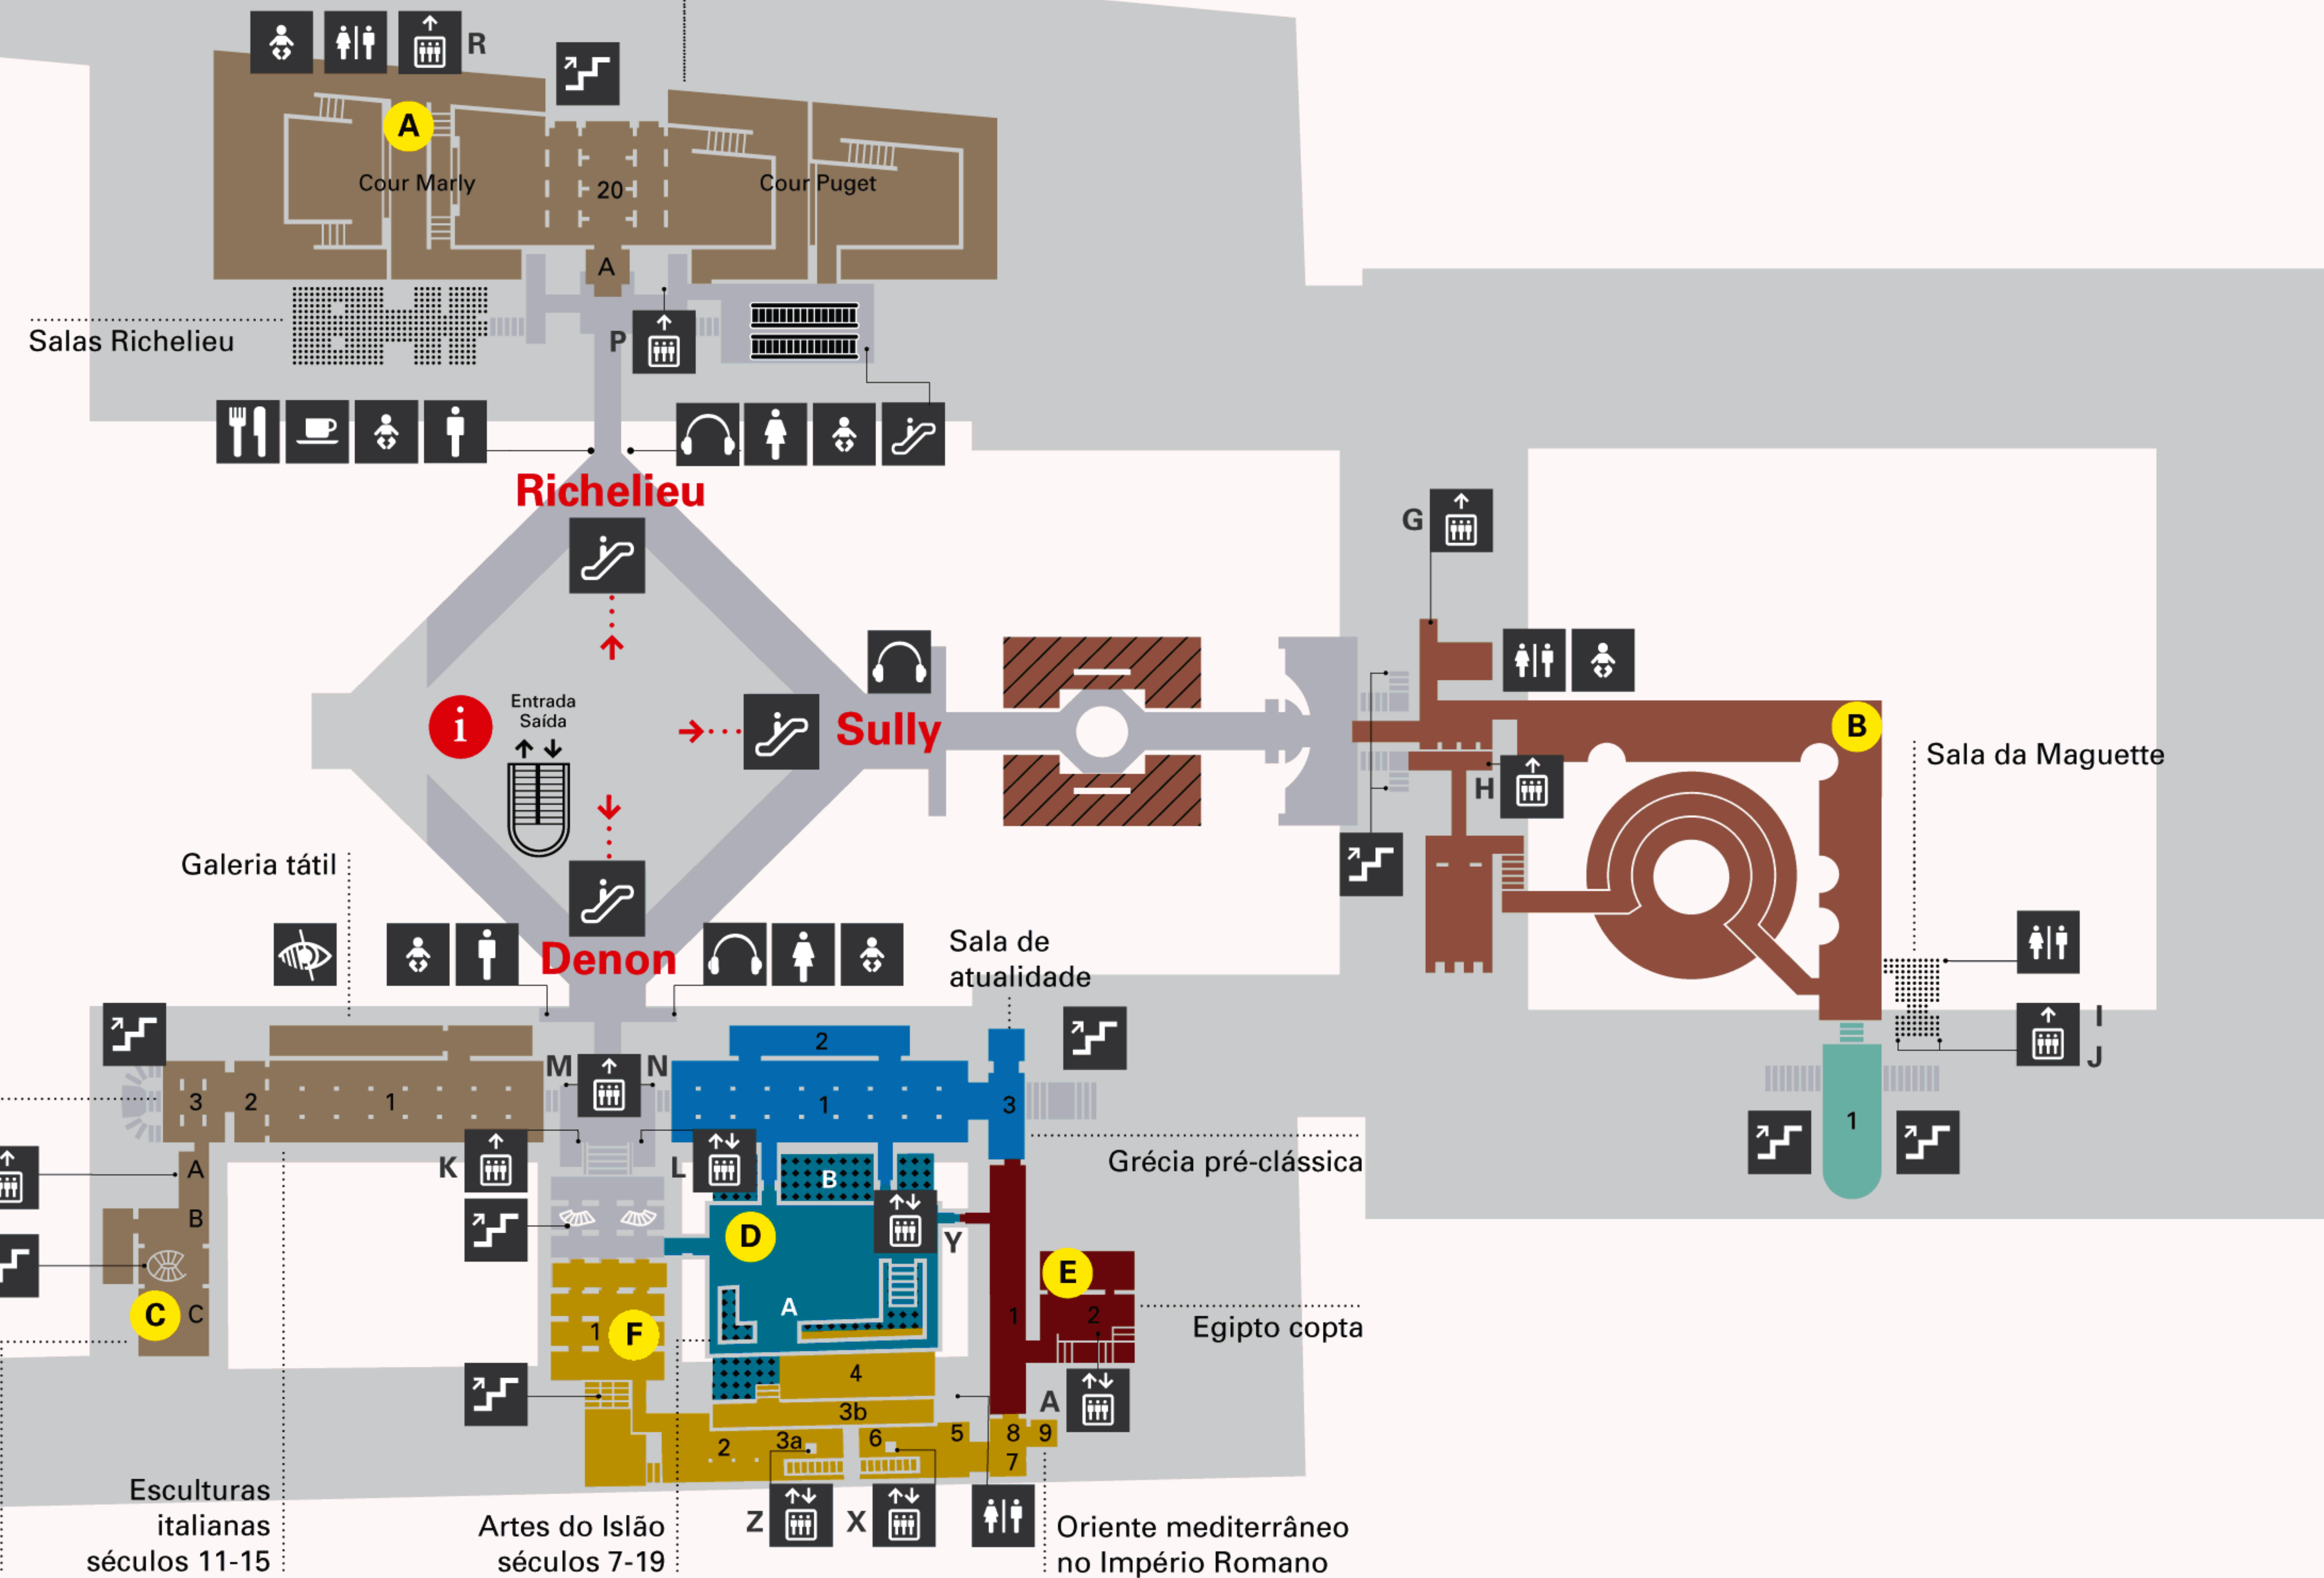 R
A
Cour Marly
20
Cour Puget
A
Salas Richelieu
P
Richelieu
G
i
Entrada
Saída
Sully
B
Sala da Maguette
H
Galeria tátil
Denon
Sala de
atualidade
I
J
M
N
2
3
2
1
1
3
1
K
L
A
B
Grécia pré-clássica
B
D
Y
E
C
C
A
1
F
1
2
Egipto copta
4
A
3b
2
3a
6
5
8
9
7
Esculturas
italianas
séculos 11-15
Artes do Islão
séculos 7-19
Z
X
Oriente mediterrâneo
no Império Romano